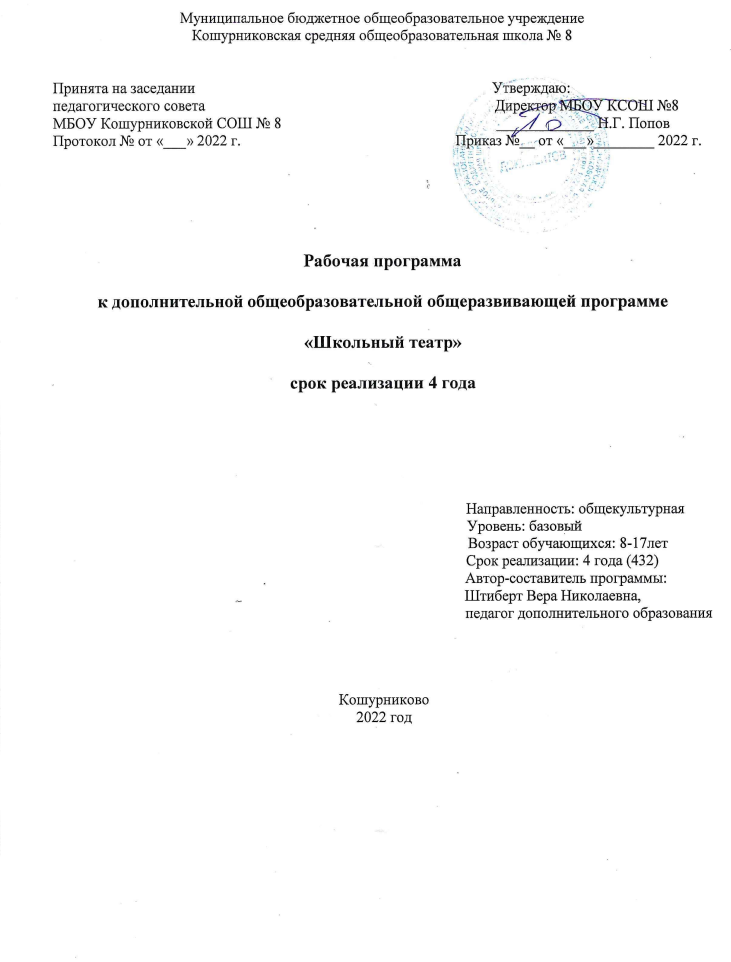 Муниципальное бюджетное общеобразовательное учреждение
Кошурниковская средняя общеобразовательная школа № 8
Принята на заседании
педагогического совета
МБОУ Кошурниковской СОШ № 8
Протокол № от «___» 2022 г.
Утверждаю:
Директор МБОУ КСОШ №8
_____________ Н.Г. Попов
Приказ №__ от «___»________ 2022 г.
Рабочая программа
к дополнительной общеобразовательной общеразвивающей программе
«Школьный театр»
срок реализации 4 года
Направленность: общекультурная
Уровень: базовый
Возраст обучающихся: 8-17лет
Срок реализации: 4 года (432)
Автор-составитель программы:
Штиберт Вера Николаевна,
педагог дополнительного образования
Кошурниково
2022 год